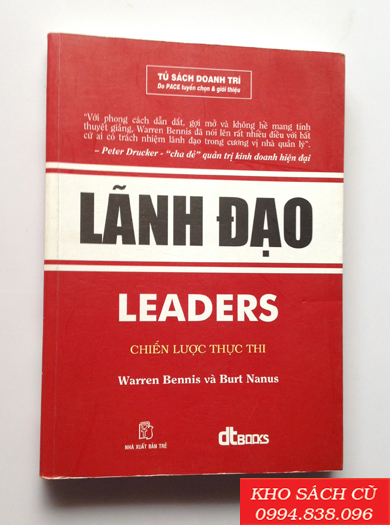 TỦ SÁCH DOANH TRÍ
Do PACE tuyển chọn & giới thiệu
"Với phong cách dẫn dắt, gợi mở và không hề mang tính
thuyết giảng, Warren Bennis đã nói lên rất nhiều điều với bất
cứ ai có trách nhiệm lãnh đạo trong cương vị nhà quản lý".
– Peter Drucker - "cha đẻ" quản trị kinh doanh hiện đại
LÃNH ĐẠO
LEADERS
CHIẾN LƯỢC THỰC THI
Warren Bennis và Burt Nanus
NHÀ XUẤT BẢN TRẺ
dtBOOKS
KHO SÁCH CŨ
0994.838.096